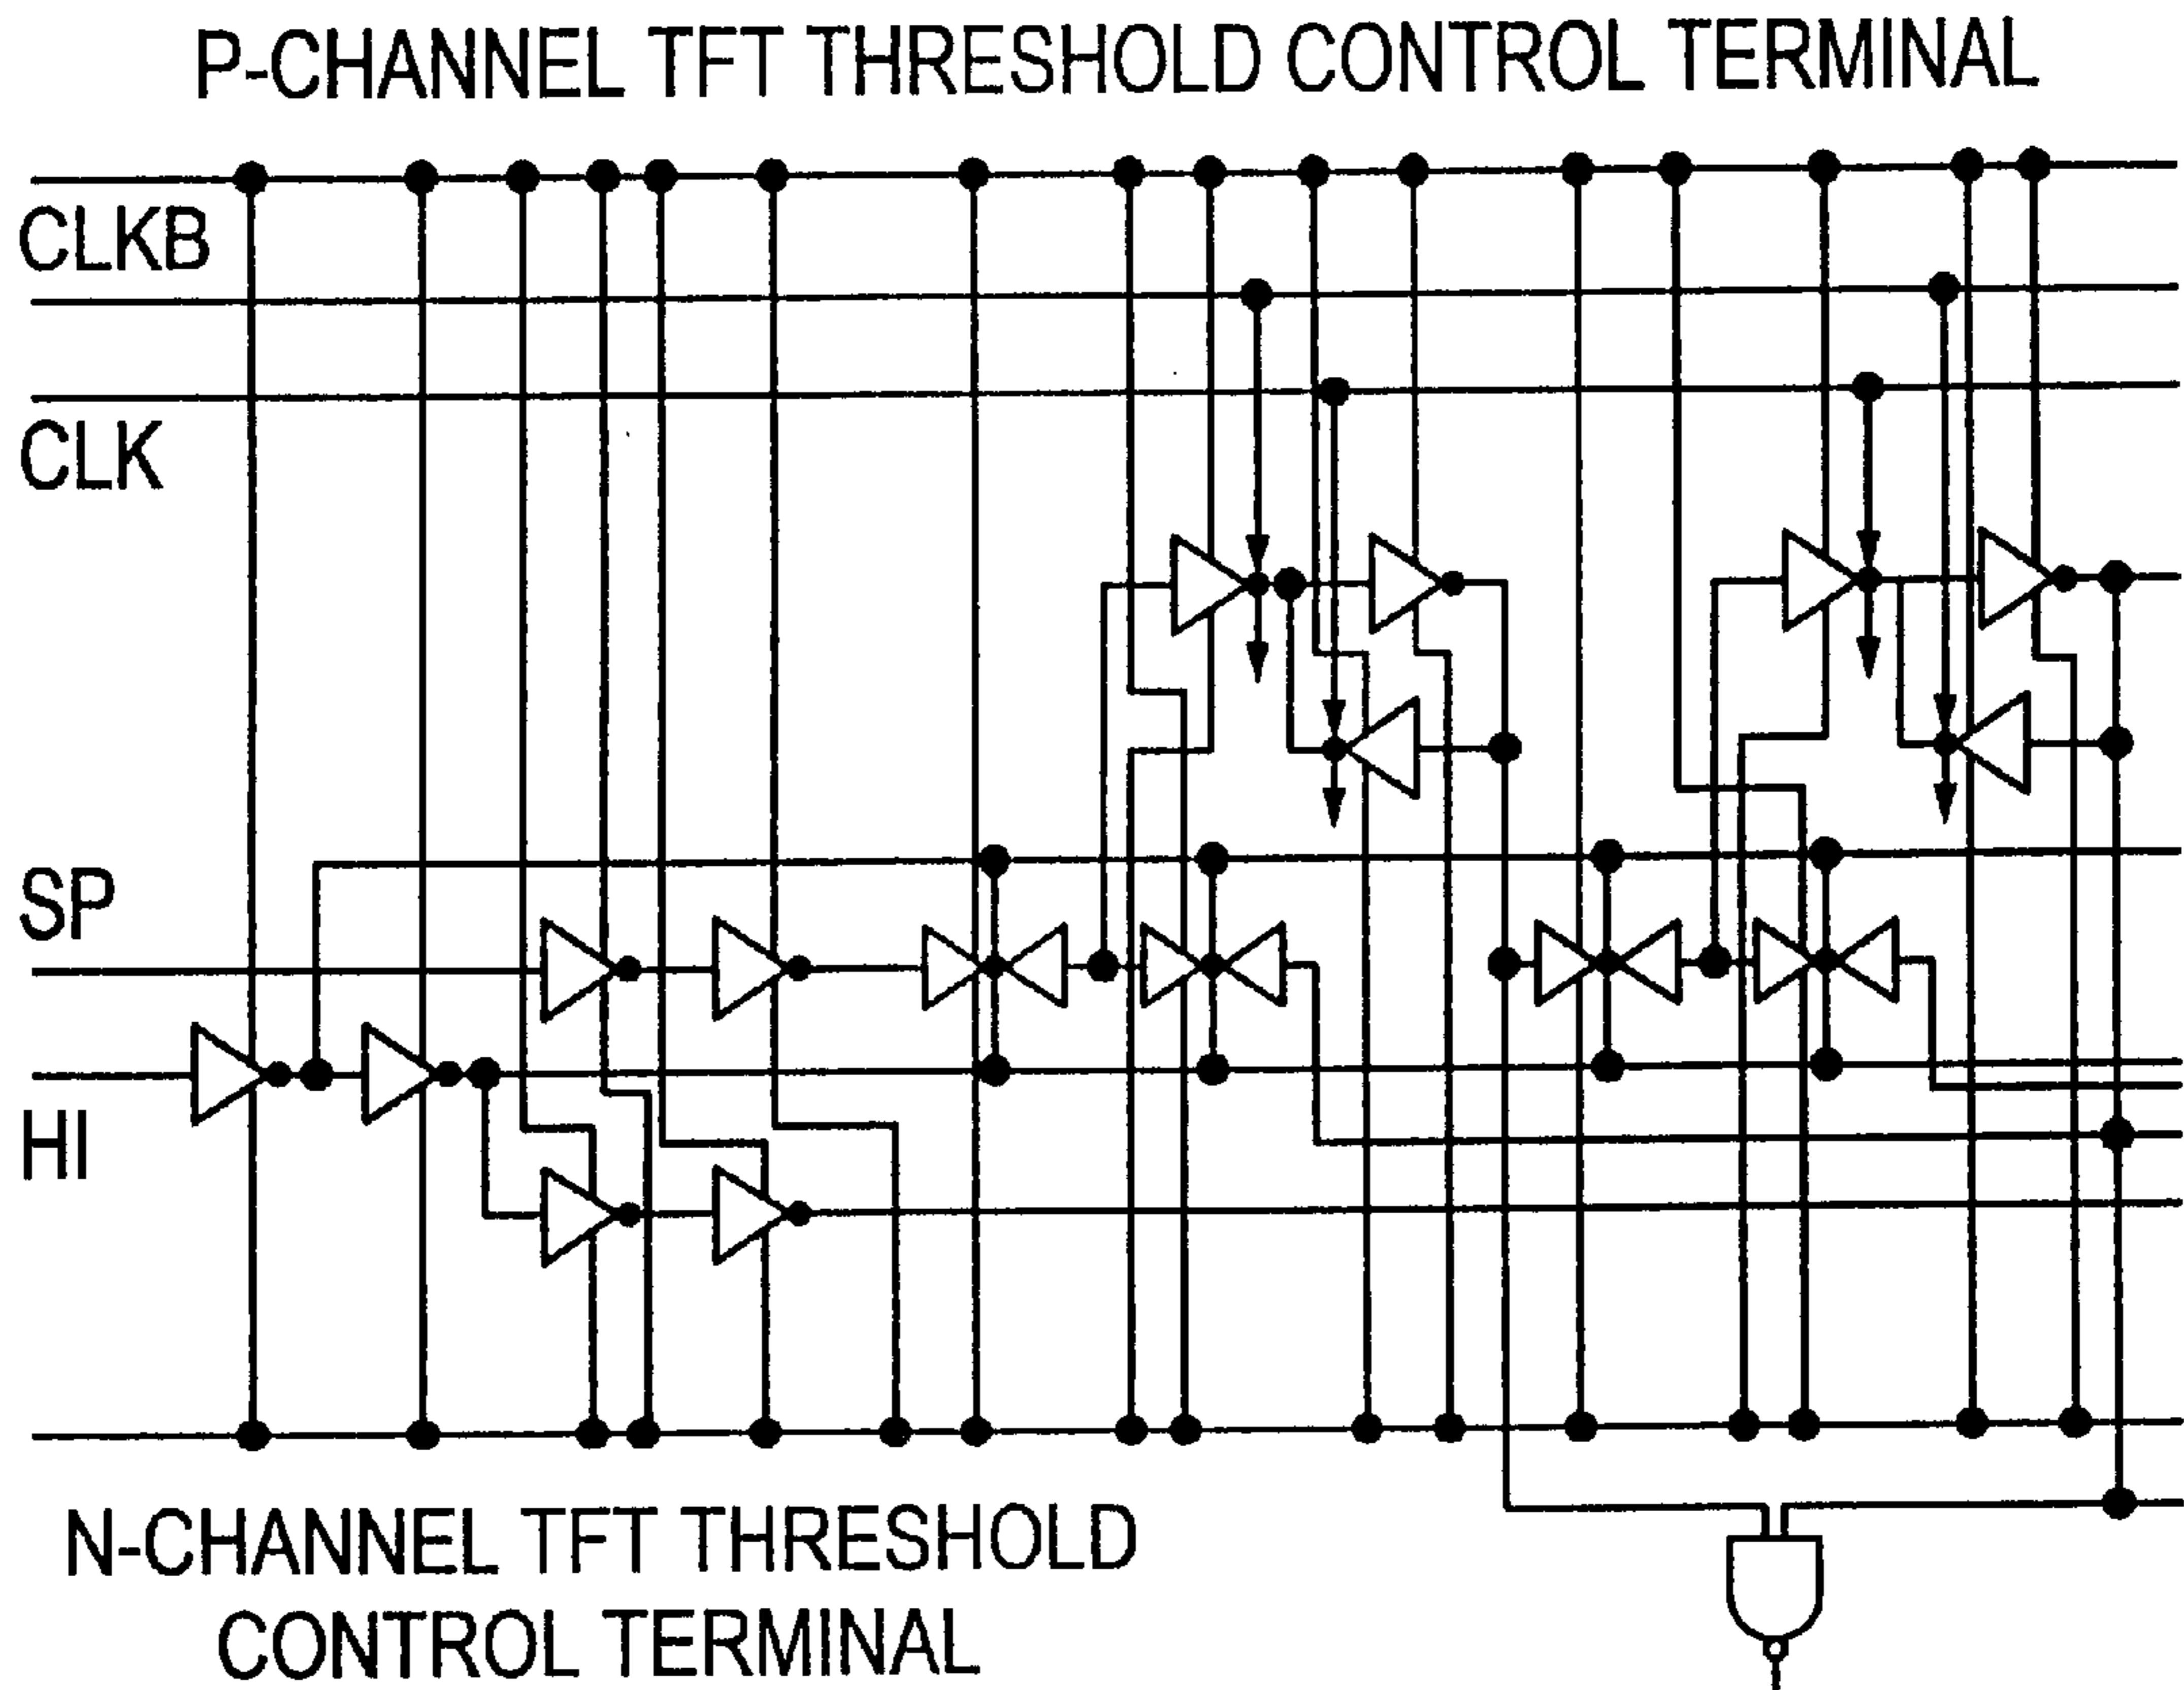 P-CHANNEL TFT THRESHOLD CONTROL TERMINAL
CLKB
CLK
SP
HI
N-CHANNEL TFT THRESHOLD
CONTROL TERMINAL